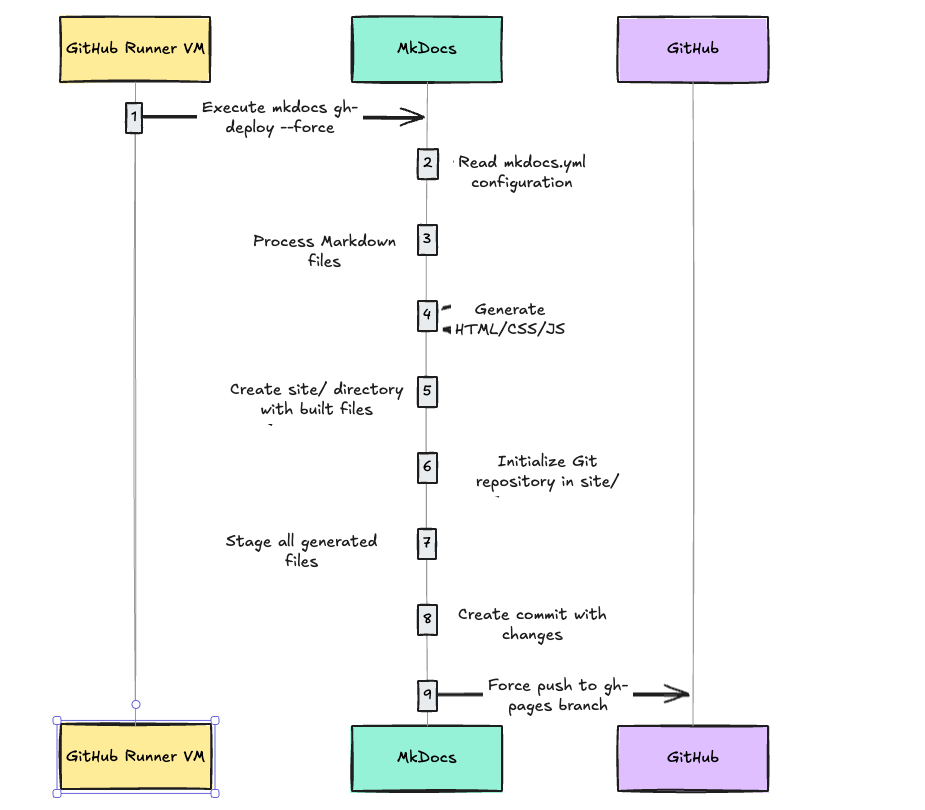 GitHub Runner VM
MkDocs
GitHub
1
Execute mkdocs gh-
deploy --force
2
Read mkdocs.yml
configuration
3
Process Markdown
files
4
Generate
HTML/CSS/JS
5
Create site/ directory
with built files
6
Initialize Git
repository in site/
7
Stage all generated
files
8
Create commit with
changes
9
Force push to gh-
pages branch
GitHub Runner VM
MkDocs
GitHub